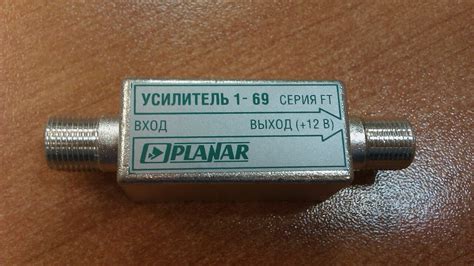 УСИЛИТЕЛЬ 1-69 СЕРИЯ FT
ВХОД ВЫХОД (+12 В)
PLANAR